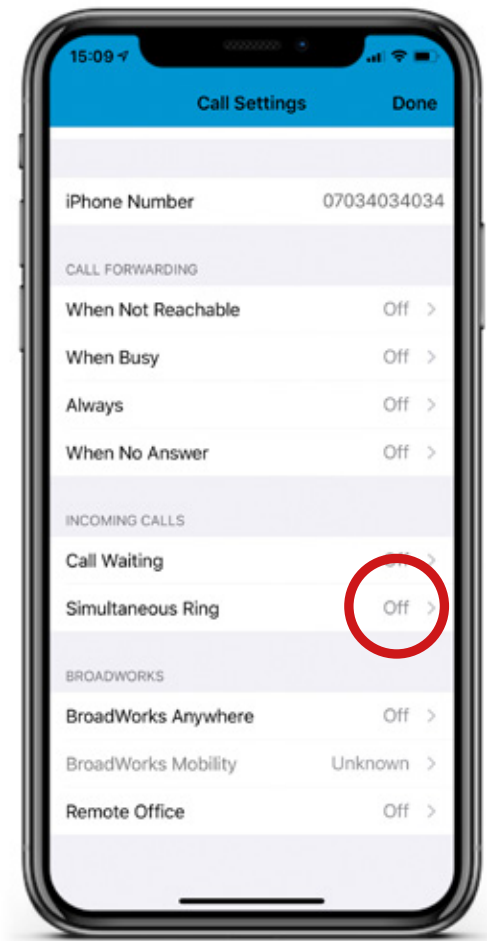 15:09
Call Settings Done
iPhone Number 07034034034
CALL FORWARDING
When Not Reachable Off
When Busy Off
Always Off
When No Answer Off
INCOMING CALLS
Call Waiting Off
Simultaneous Ring Off
BROADWORKS
BroadWorks Anywhere Off
BroadWorks Mobility Unknown
Remote Office Off